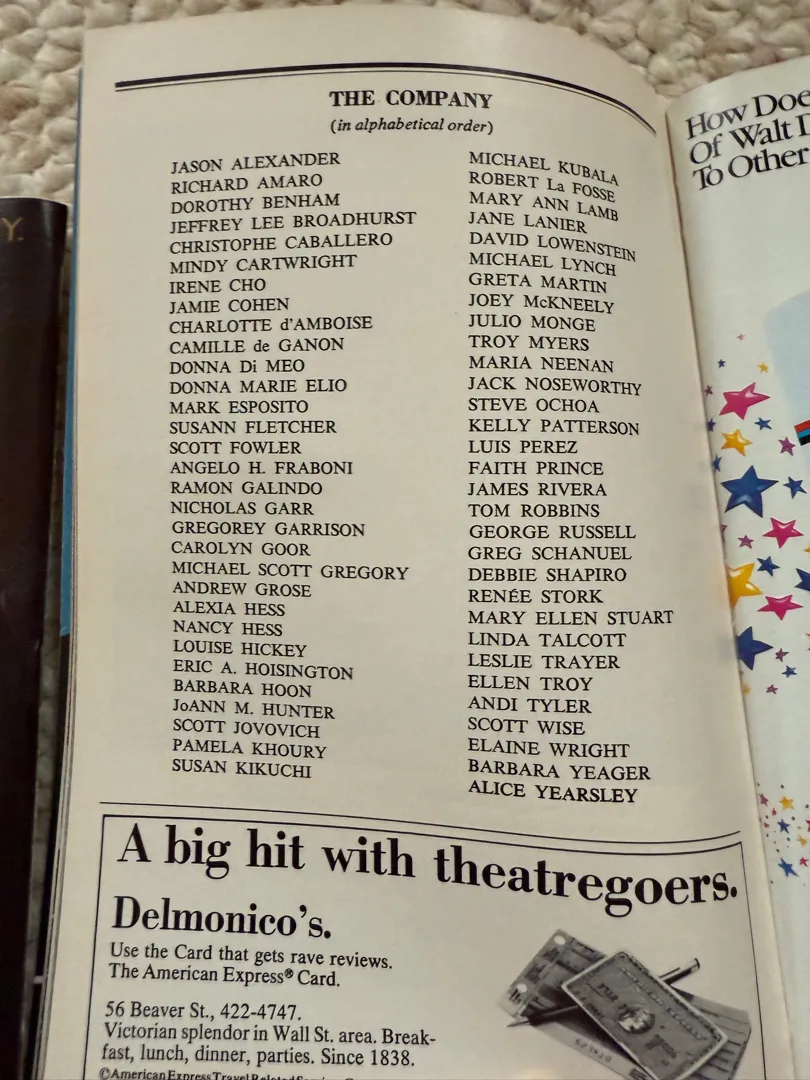 Y.
THE COMPANY
(in alphabetical order)
JASON ALEXANDER
RICHARD AMARO
DOROTHY BENHAM
JEFFREY LEE BROADHURST
CHRISTOPHE CABALLERO
MINDY CARTWRIGHT
IRENE CHO
JAMIE COHEN
CHARLOTTE d'AMBOISE
CAMILLE de GANON
DONNA Di MEO
DONNA MARIE ELIO
MARK ESPOSITO
SUSANN FLETCHER
SCOTT FOWLER
ANGELO H. FRABONI
RAMON GALINDO
NICHOLAS GARR
GREGOREY GARRISON
CAROLYN GOOR
MICHAEL SCOTT GREGORY
ANDREW GROSE
ALEXIA HESS
NANCY HESS
LOUISE HICKEY
ERIC A. HOISINGTON
BARBARA HOON
JoANN M. HUNTER
SCOTT JOVOVICH
PAMELA KHOURY
SUSAN KIKUCHI
MICHAEL KUBALA
ROBERT La FOSSE
MARY ANN LAMB
JANE LANIER
DAVID LOWENSTEIN
MICHAEL LYNCH
GRETA MARTIN
JOEY McKNEELY
JULIO MONGE
TROY MYERS
MARIA NEENAN
JACK NOSEWORTHY
STEVE OCHOA
KELLY PATTERSON
LUIS PEREZ
FAITH PRINCE
JAMES RIVERA
TOM ROBBINS
GEORGE RUSSELL
GREG SCHANUEL
DEBBIE SHAPIRO
RENÉE STORK
MARY ELLEN STUART
LINDA TALCOTT
LESLIE TRAYER
ELLEN TROY
ANDI TYLER
SCOTT WISE
ELAINE WRIGHT
BARBARA YEAGER
ALICE YEARSLEY
A big hit with theatregoers.
Delmonico's.
Use the Card that gets rave reviews.
The American Express® Card.
56 Beaver St., 422-4747.
Victorian splendor in Wall St. area. Break-
fast, lunch, dinner, parties. Since 1838.
©American Express Travel Related
How Doe
Of Walt D
To Other